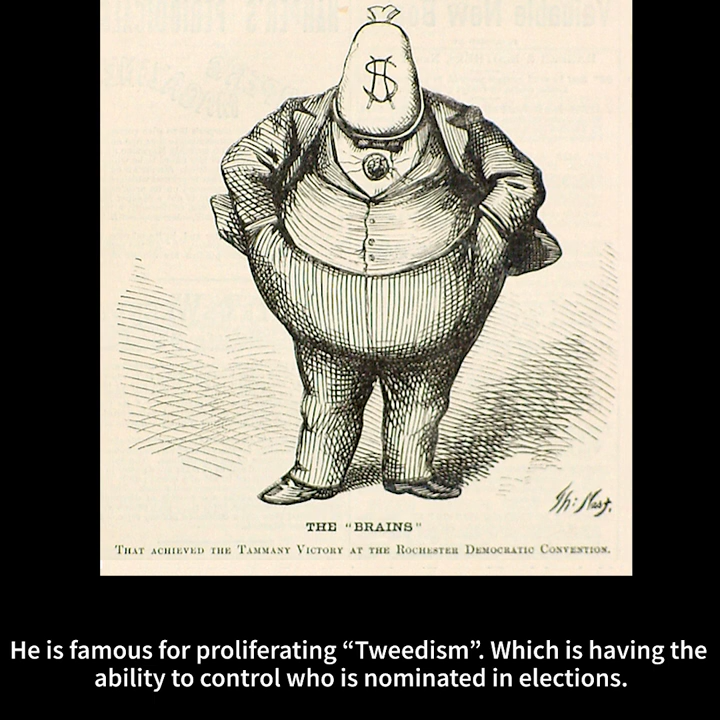 $
Th: Nast.
THE "BRAINS"
THAT ACHIEVED THE TAMMANY VICTORY AT THE ROCHESTER DEMOCRATIC CONVENTION.
He is famous for proliferating “Tweedism”. Which is having the
ability to control who is nominated in elections.